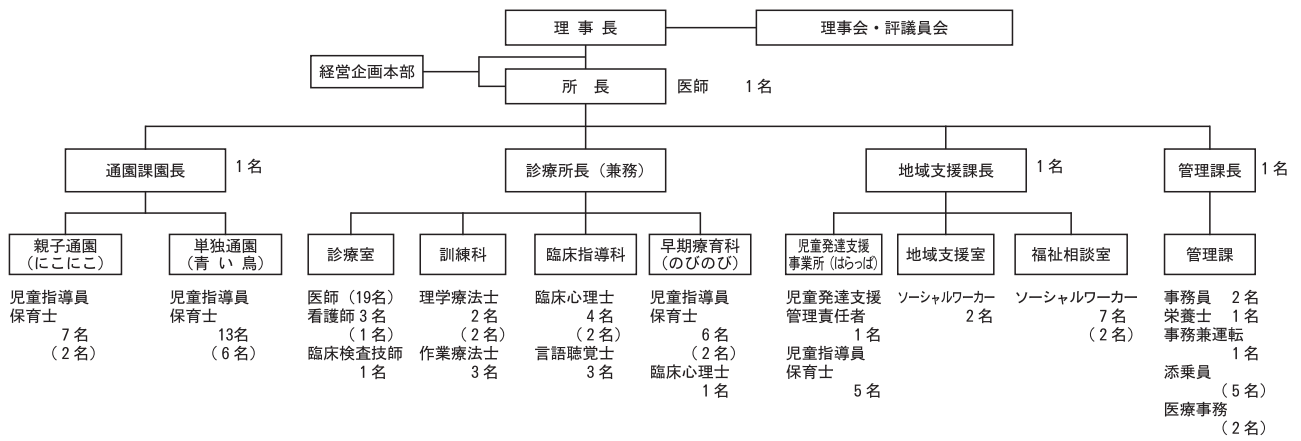 理 事 長
理事会・評議員会
経営企画本部
所　長
医師　1名
通園課園長
1名
診療所長（兼務）
地域支援課長
1名
管理課長
1名
親子通園
（にこにこ）
児童指導員
保育士
7名
（2名）
単独通園
（青 い 鳥）
児童指導員
保育士
13名
（6名）
診療室
医師（19名）
看護師 3名
（1名）
臨床検査技師
1名
訓練科
理学療法士
2名
（2名）
作業療法士
3名
臨床指導科
臨床心理士
4名
（2名）
言語聴覚士
3名
早期療育科
（のびのび）
児童指導員
保育士
6名
（2名）
臨床心理士
1名
児童発達支援
事業所（はらっぱ）
児童発達支援
管理責任者
1名
児童指導員
保育士
5名
地域支援室
ソーシャルワーカー
2名
福祉相談室
ソーシャルワーカー
7名
（2名）
管理課
事務員　2名
栄養士　1名
事務兼運転
1名
添乗員
（5名）
医療事務
（2名）